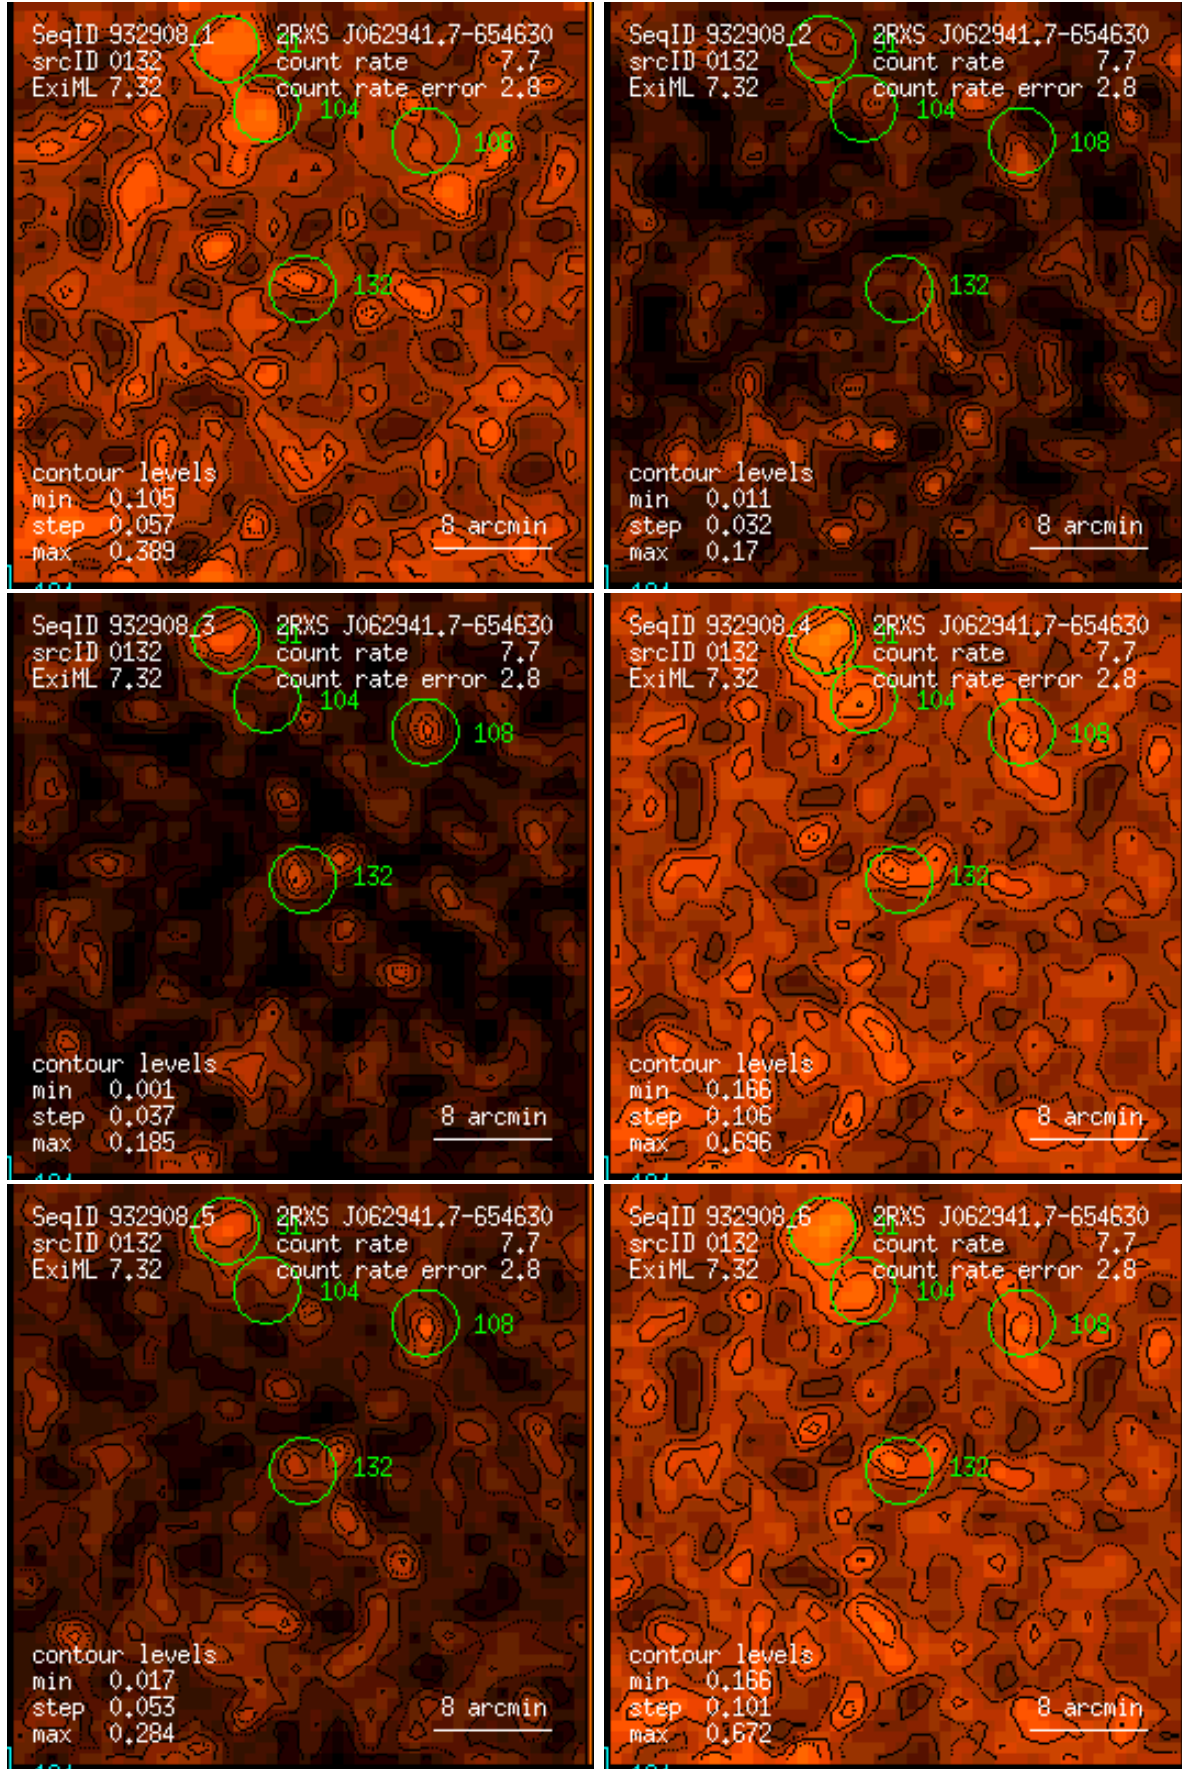 SeqID 932908_1 2RXS J062941.7-654630
srcID 0132 91 count rate 7.7
ExiML 7.32 count rate error 2.8
104
108
132
contour levels
min 0.105
step 0.057 8 arcmin
max 0.389
SeqID 932908_2 2RXS J062941.7-654630
srcID 0132 91 count rate 7.7
ExiML 7.32 count rate error 2.8
104
108
132
contour levels
min 0.011
step 0.032 8 arcmin
max 0.17
SeqID 932908_3 2RXS J062941.7-654630
srcID 0132 91 count rate 7.7
ExiML 7.32 count rate error 2.8
104
108
132
contour levels
min 0.001
step 0.037 8 arcmin
max 0.185
SeqID 932908_4 2RXS J062941.7-654630
srcID 0132 91 count rate 7.7
ExiML 7.32 count rate error 2.8
104
108
132
contour levels
min 0.166
step 0.106 8 arcmin
max 0.696
SeqID 932908_5 2RXS J062941.7-654630
srcID 0132 91 count rate 7.7
ExiML 7.32 count rate error 2.8
104
108
132
contour levels
min 0.017
step 0.053 8 arcmin
max 0.284
SeqID 932908_6 2RXS J062941.7-654630
srcID 0132 91 count rate 7.7
ExiML 7.32 count rate error 2.8
104
108
132
contour levels
min 0.166
step 0.101 8 arcmin
max 0.672